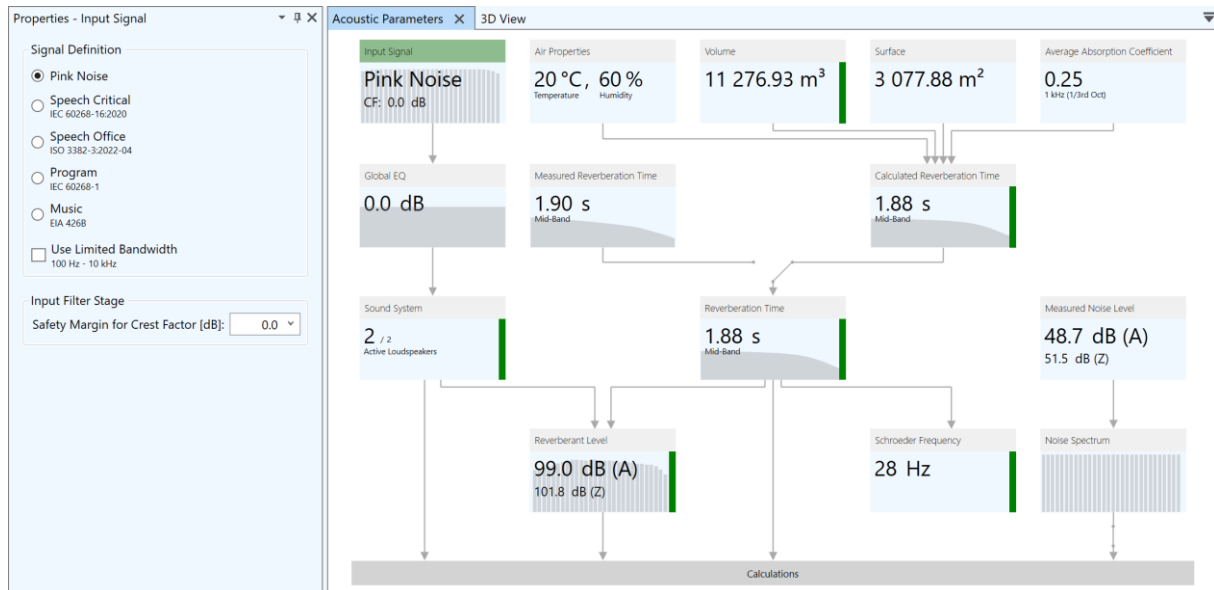 Properties - Input Signal
Signal Definition
Pink Noise
Speech Critical
IEC 60268-16:2020
Speech Office
ISO 3382-3:2022-04
Program
IEC 60268-1
Music
EIA 426B
Use Limited Bandwidth
100 Hz - 10 kHz
Input Filter Stage
Safety Margin for Crest Factor [dB]: 0.0
Acoustic Parameters 3D View
Input Signal
Pink Noise
CF: 0.0 dB
Air Properties
20 °C, 60 %
Temperature Humidity
Volume
11 276.93 m³
Surface
3 077.88 m²
Average Absorption Coefficient
0.25
1 kHz (1/3rd Oct)
Global EQ
0.0 dB
Measured Reverberation Time
1.90 s
Mid-Band
Calculated Reverberation Time
1.88 s
Mid-Band
Sound System
2 / 2
Active Loudspeakers
Reverberation Time
1.88 s
Mid-Band
Measured Noise Level
48.7 dB (A)
51.5 dB (Z)
Reverberant Level
99.0 dB (A)
101.8 dB (Z)
Schroeder Frequency
28 Hz
Noise Spectrum
Calculations